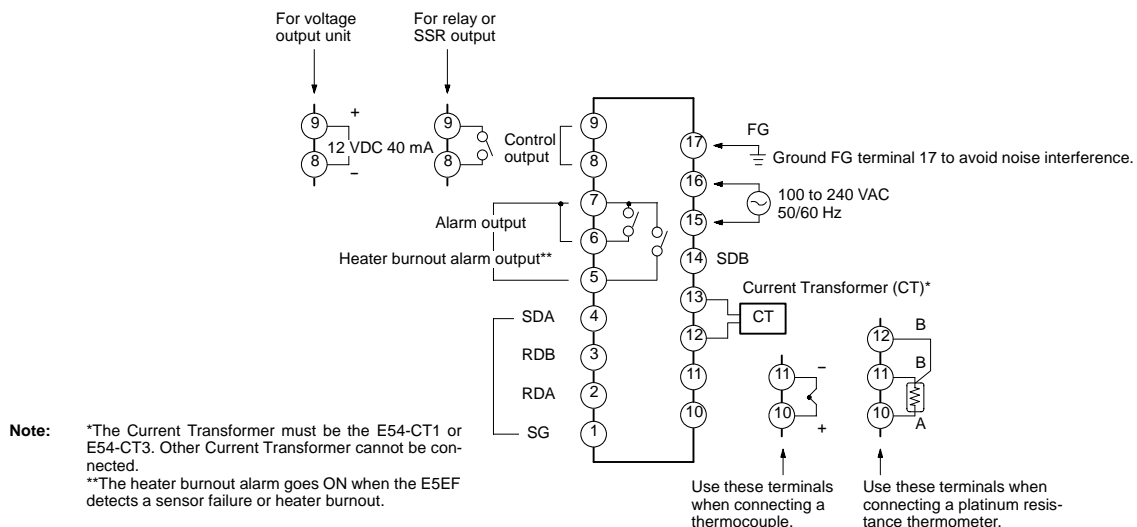 For voltage
output unit
For relay or
SSR output
9
+
12 VDC 40 mA
8
−
9
8
Control
output
9
8
7
Alarm output
6
Heater burnout alarm output**
5
SDA
4
RDB
3
RDA
2
SG
1
17
FG
Ground FG terminal 17 to avoid noise interference.
16
100 to 240 VAC
50/60 Hz
15
14
SDB
13
Current Transformer (CT)*
CT
12
11
10
11
−
10
+
12
B
11
B
10
A
Use these terminals
when connecting a
thermocouple.
Use these terminals when
connecting a platinum resis-
tance thermometer.
Note: *The Current Transformer must be the E54-CT1 or
E54-CT3. Other Current Transformer cannot be con-
nected.
**The heater burnout alarm goes ON when the E5EF
detects a sensor failure or heater burnout.